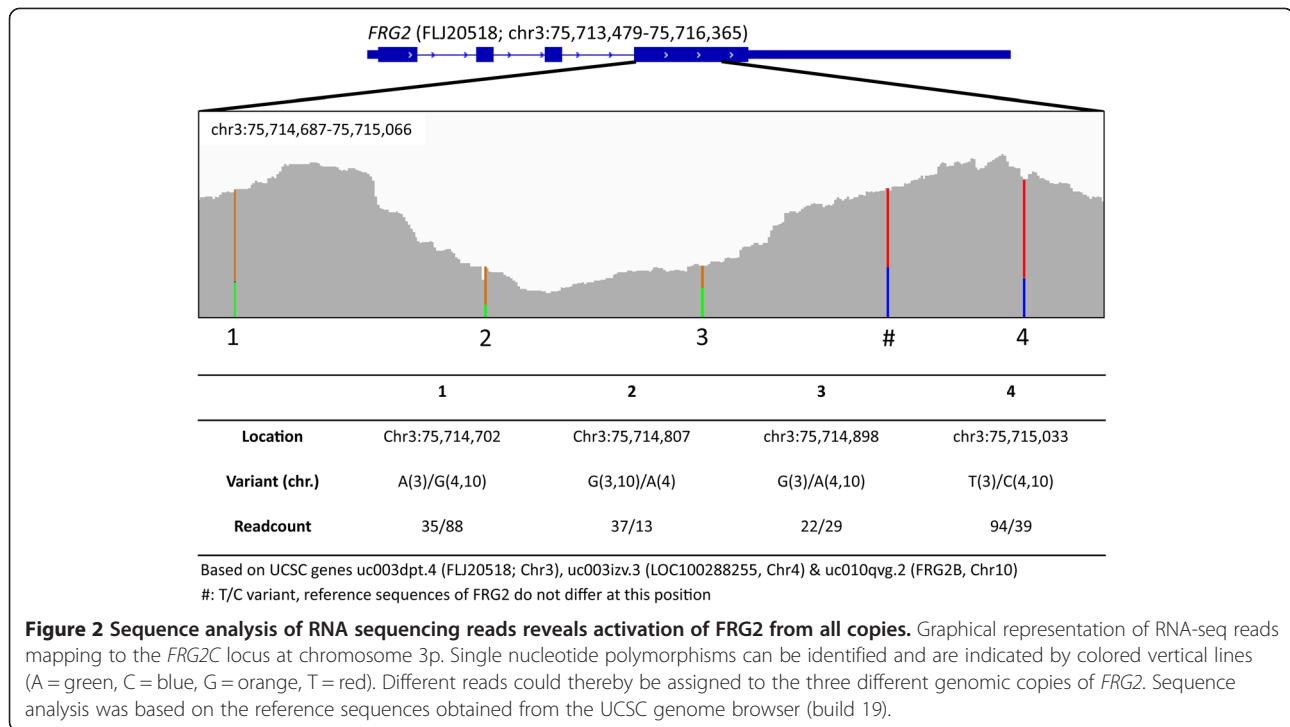 FRG2 (FLJ20518; chr3:75,713,479-75,716,365)
chr3:75,714,687-75,715,066
1 2 3 # 4
1 2 3 4
Location Chr3:75,714,702 Chr3:75,714,807 chr3:75,714,898 chr3:75,715,033
Variant (chr.) A(3)/G(4,10) G(3,10)/A(4) G(3)/A(4,10) T(3)/C(4,10)
Readcount 35/88 37/13 22/29 94/39
Based on UCSC genes uc003dpt.4 (FLJ20518; Chr3), uc003izv.3 (LOC100288255, Chr4) & uc010qvg.2 (FRG2B, Chr10)
#: T/C variant, reference sequences of FRG2 do not differ at this position
Figure 2 Sequence analysis of RNA sequencing reads reveals activation of FRG2 from all copies. Graphical representation of RNA-seq reads
mapping to the FRG2C locus at chromosome 3p. Single nucleotide polymorphisms can be identified and are indicated by colored vertical lines
(A = green, C = blue, G = orange, T = red). Different reads could thereby be assigned to the three different genomic copies of FRG2. Sequence
analysis was based on the reference sequences obtained from the UCSC genome browser (build 19).